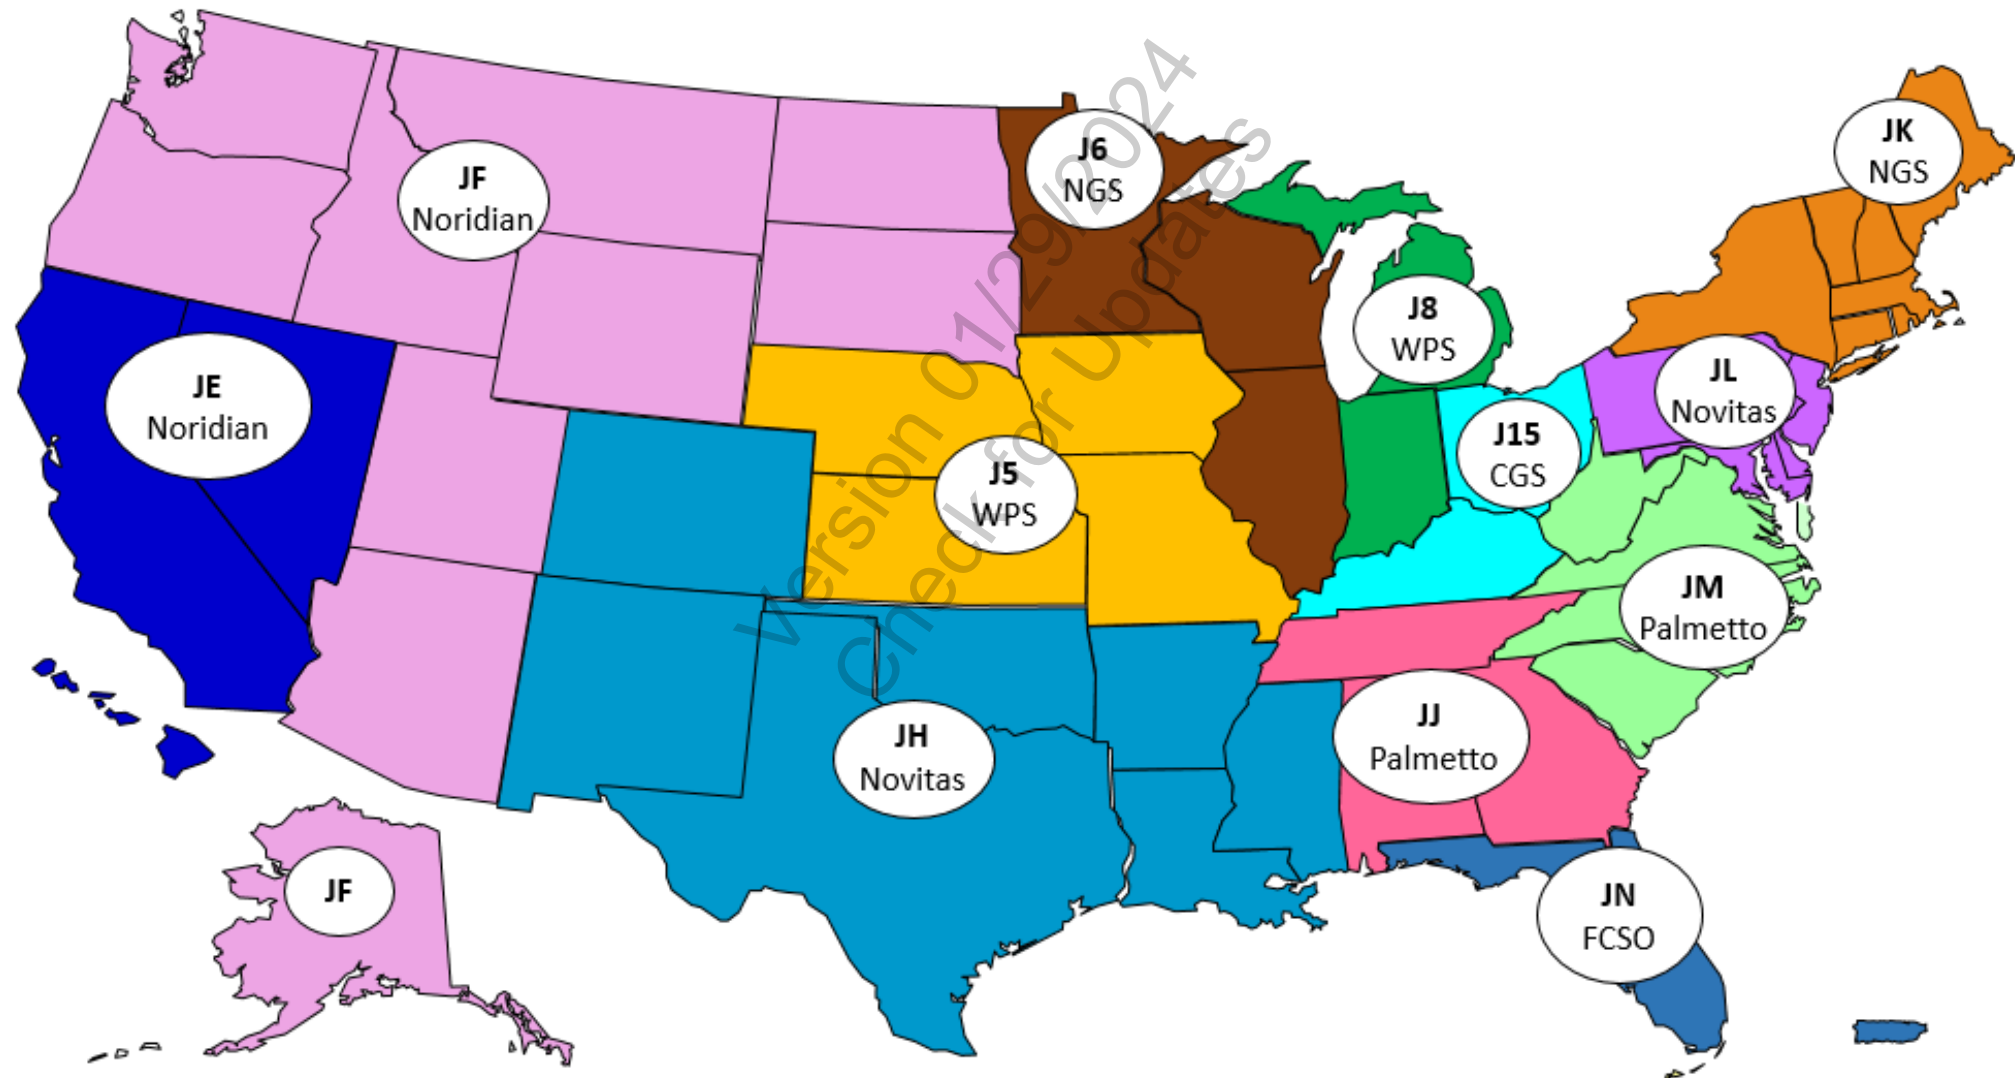 JF
Noridian
J6
NGS
JK
NGS
JE
Noridian
J8
WPS
JL
Novitas
J15
CGS
J5
WPS
JM
Palmetto
JH
Novitas
JJ
Palmetto
JF
JN
FCSO
Version 01/29/2024
Check for Updates